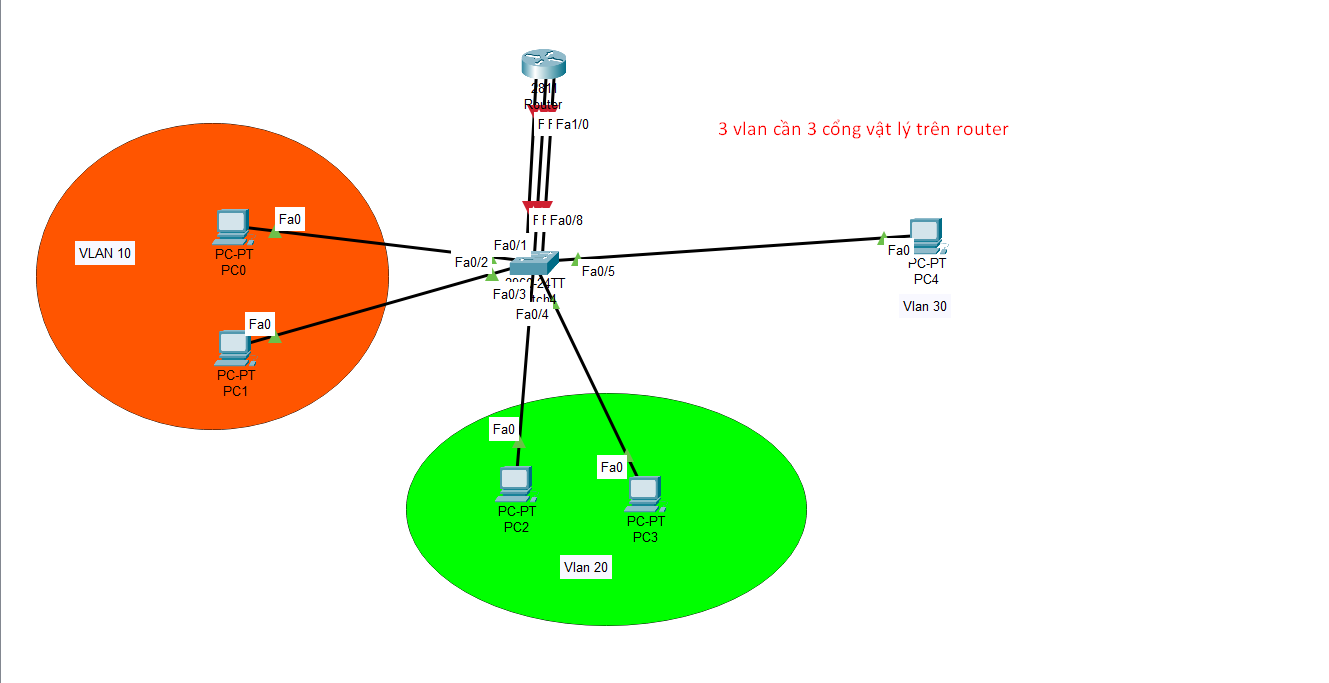 2811
Router
F F Fa1/0
3 vlan cần 3 cổng vật lý trên router
F F Fa0/8
Fa0
VLAN 10
PC-PT
PC0
Fa0/1
Fa0/2
Fa0/3
Fa0/4
Fa0/5
Fa0
PC-PT
PC4
Vlan 30
-24TT
Fa0
PC-PT
PC1
Fa0
PC-PT
PC2
Fa0
PC-PT
PC3
Vlan 20